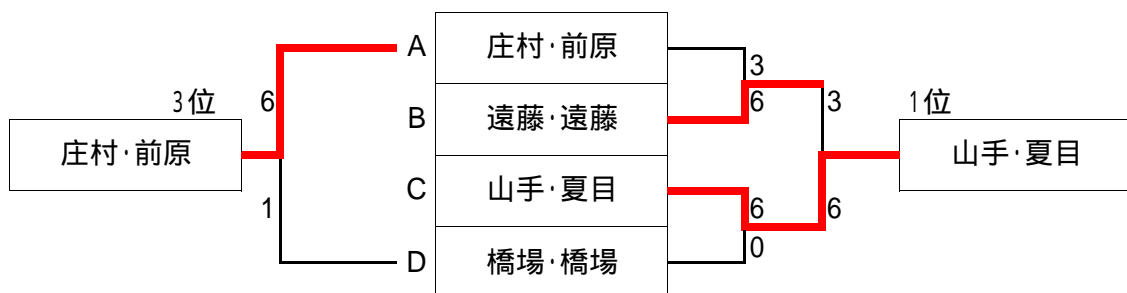 A 庄村・前原
3
3位 6 6 3 1位
B 遠藤・遠藤
庄村・前原 山手・夏目
C 山手・夏目
1 6 6
0
D 橋場・橋場